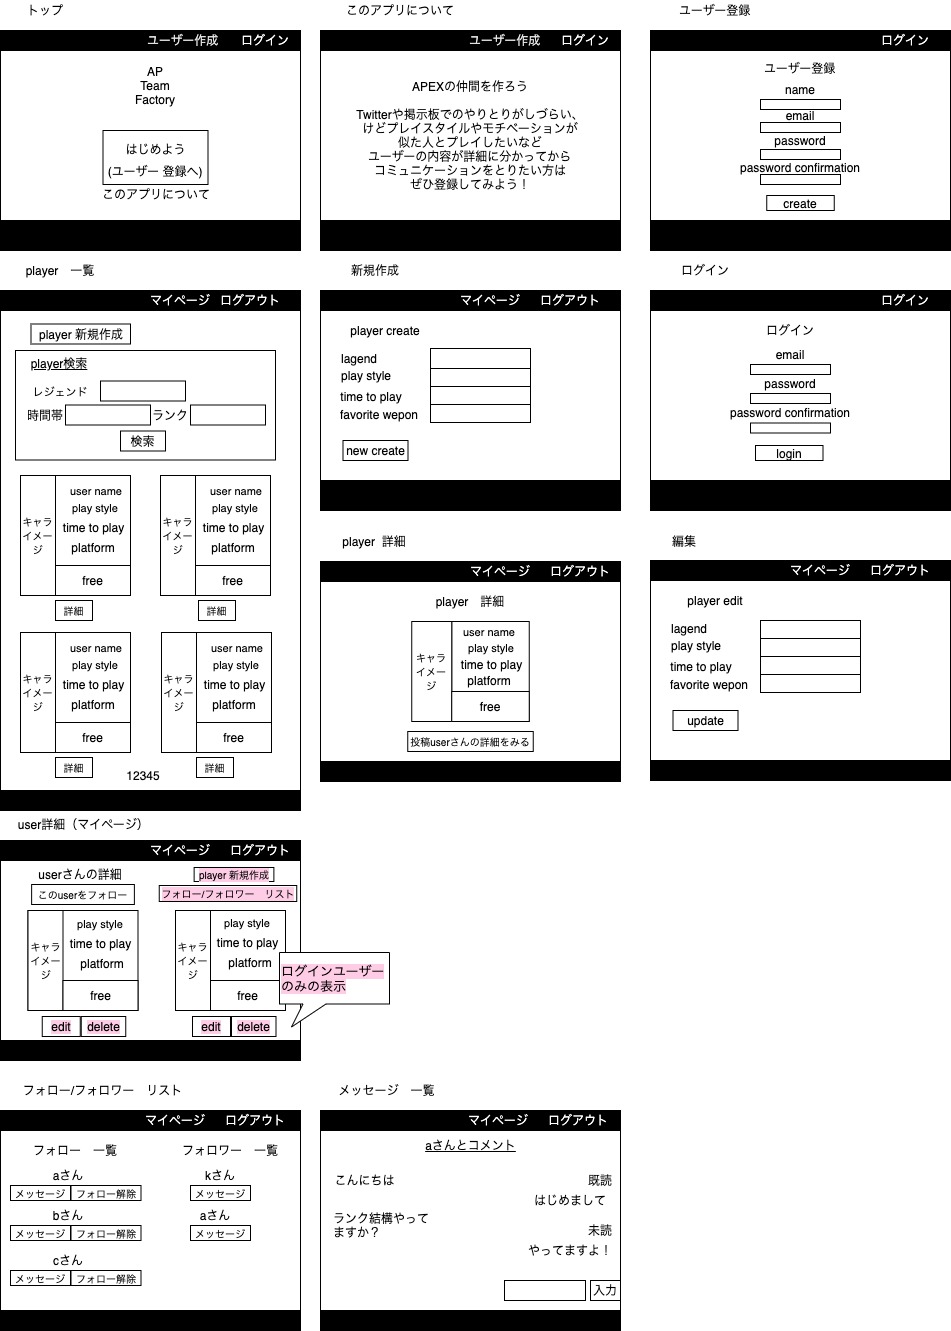 トップ
ユーザー作成 ログイン
AP
Team
Factory
はじめよう
(ユーザー 登録へ)
このアプリについて
このアプリについて
ユーザー作成 ログイン
APEXの仲間を作ろう
Twitterや掲示板でのやりとりがしづらい、
けどプレイスタイルやモチベーションが
似た人とプレイしたいなど
ユーザーの内容が詳細に分かってから
コミュニケーションをとりたい方は
ぜひ登録してみよう！
ユーザー登録
ログイン
ユーザー登録
name
email
password
password confirmation
create
player 一覧
マイページ ログアウト
player 新規作成
player検索
レジェンド
時間帯 ランク
検索
キャラ
イメー
ジ
user name
play style
time to play
platform
free
詳細
キャラ
イメー
ジ
user name
play style
time to play
platform
free
詳細
キャラ
イメー
ジ
user name
play style
time to play
platform
free
詳細
キャラ
イメー
ジ
user name
play style
time to play
platform
free
詳細
12345
新規作成
マイページ ログアウト
player create
lagend
play style
time to play
favorite wepon
new create
ログイン
ログイン
ログイン
email
password
password confirmation
login
player 詳細
マイページ ログアウト
player 詳細
キャラ
イメー
ジ
user name
play style
time to play
platform
free
投稿userさんの詳細をみる
編集
マイページ ログアウト
player edit
lagend
play style
time to play
favorite wepon
update
user詳細（マイページ）
マイページ ログアウト
userさんの詳細
このuserをフォロー
player 新規作成
フォロー/フォロワー リスト
キャラ
イメー
ジ
play style
time to play
platform
free
edit delete
キャラ
イメー
ジ
play style
time to play
platform
free
edit delete
ログインユーザー
のみの表示
フォロー/フォロワー リスト
マイページ ログアウト
フォロー 一覧
aさん
メッセージ フォロー解除
bさん
メッセージ フォロー解除
cさん
メッセージ フォロー解除
フォロワー 一覧
kさん
メッセージ
aさん
メッセージ
メッセージ 一覧
マイページ ログアウト
aさんとコメント
こんにちは
既読
はじめまして
ランク結構やって
ますか？
未読
やってますよ！
入力